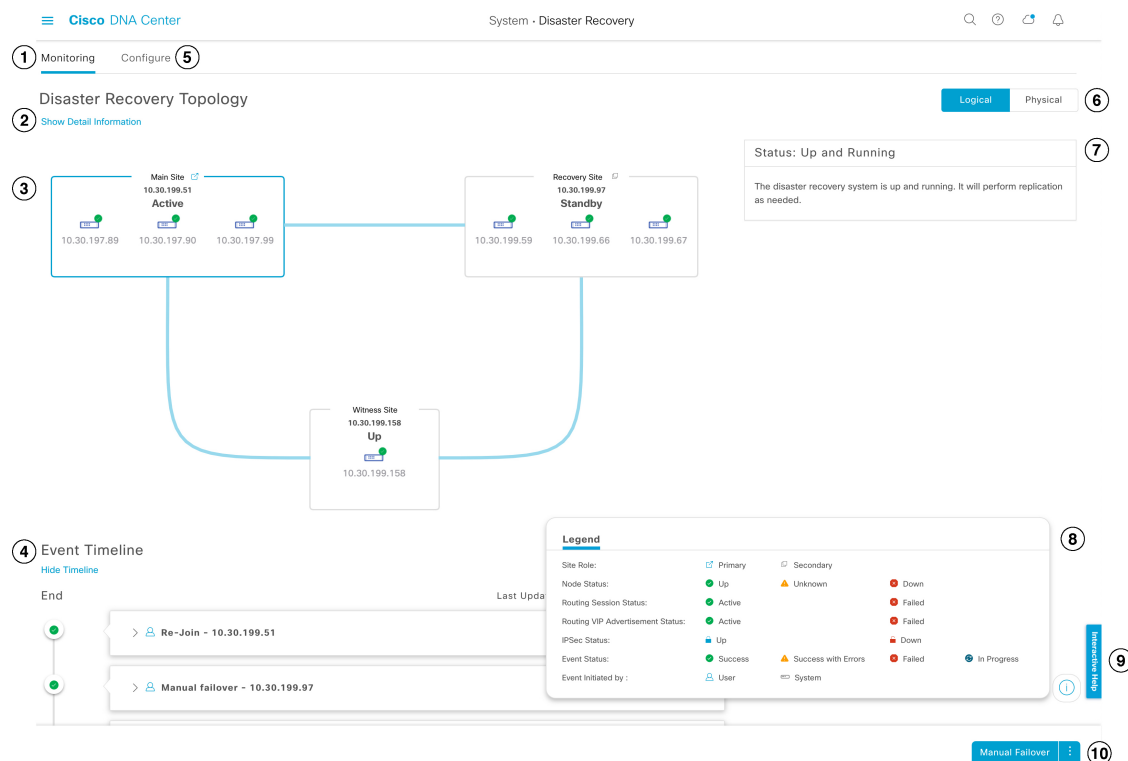 Cisco DNA Center
System · Disaster Recovery
1 Monitoring Configure 5
Disaster Recovery Topology
Logical Physical 6
2 Show Detail Information
Status: Up and Running 7
The disaster recovery system is up and running. It will perform replication
as needed.
3
Main Site
10.30.199.51
Active
10.30.197.89 10.30.197.90 10.30.197.99
Recovery Site
10.30.199.97
Standby
10.30.199.59 10.30.199.66 10.30.199.67
Witness Site
10.30.199.158
Up
10.30.199.158
4 Event Timeline
Hide Timeline
End
Last Upda
Re-Join - 10.30.199.51
Manual failover - 10.30.199.97
Legend 8
Site Role: Primary Secondary
Node Status: Up Unknown Down
Routing Session Status: Active Failed
Routing VIP Advertisement Status: Active Failed
IPSec Status: Up Down
Event Status: Success Success with Errors Failed In Progress
Event Initiated by : User System
Interactive Help 9
Manual Failover 10